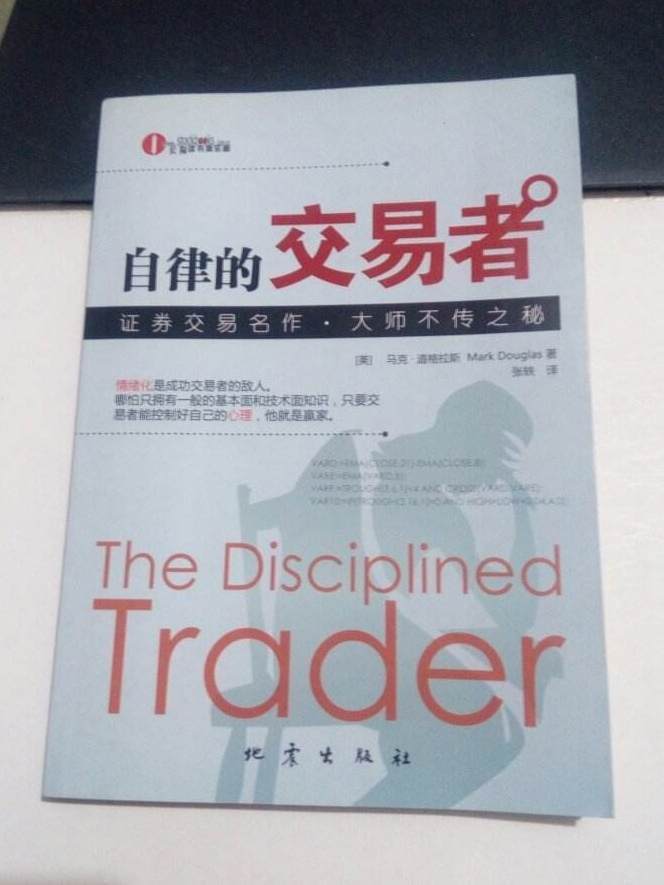 自律的交易者
证券交易名作·大师不传之秘
[英] 马克·道格拉斯 Mark Douglas 著
张轶 译
情绪化是成功交易者的敌人。
哪怕只拥有一般的基本面和技术面知识，只要交
易者能控制好自己的心理，他就是赢家。
The Disciplined
Trader
地震出版社